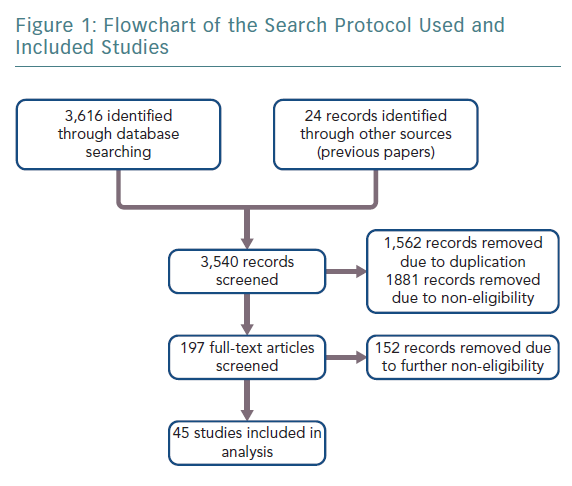 Figure 1: Flowchart of the Search Protocol Used and
Included Studies
3,616 identified
through database
searching
24 records identified
through other sources
(previous papers)
3,540 records
screened
1,562 records removed
due to duplication
1881 records removed
due to non-eligibility
197 full-text articles
screened
152 records removed due
to further non-eligibility
45 studies included in
analysis